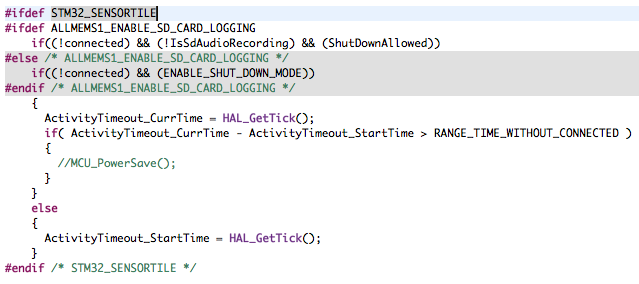 #ifdef STM32_SENSORTILE
#ifdef ALLMEMS1_ENABLE_SD_CARD_LOGGING
    if((!connected) && (!IsSdAudioRecording) && (ShutDownAllowed))
#else /* ALLMEMS1_ENABLE_SD_CARD_LOGGING */
    if((!connected) && (ENABLE_SHUT_DOWN_MODE))
#endif /* ALLMEMS1_ENABLE_SD_CARD_LOGGING */
    {
      ActivityTimeout_CurrTime = HAL_GetTick();
      if( ActivityTimeout_CurrTime - ActivityTimeout_StartTime > RANGE_TIME_WITHOUT_CONNECTED )
      {
        //MCU_PowerSave();
      }
    }
    else
    {
      ActivityTimeout_StartTime = HAL_GetTick();
    }
#endif /* STM32_SENSORTILE */